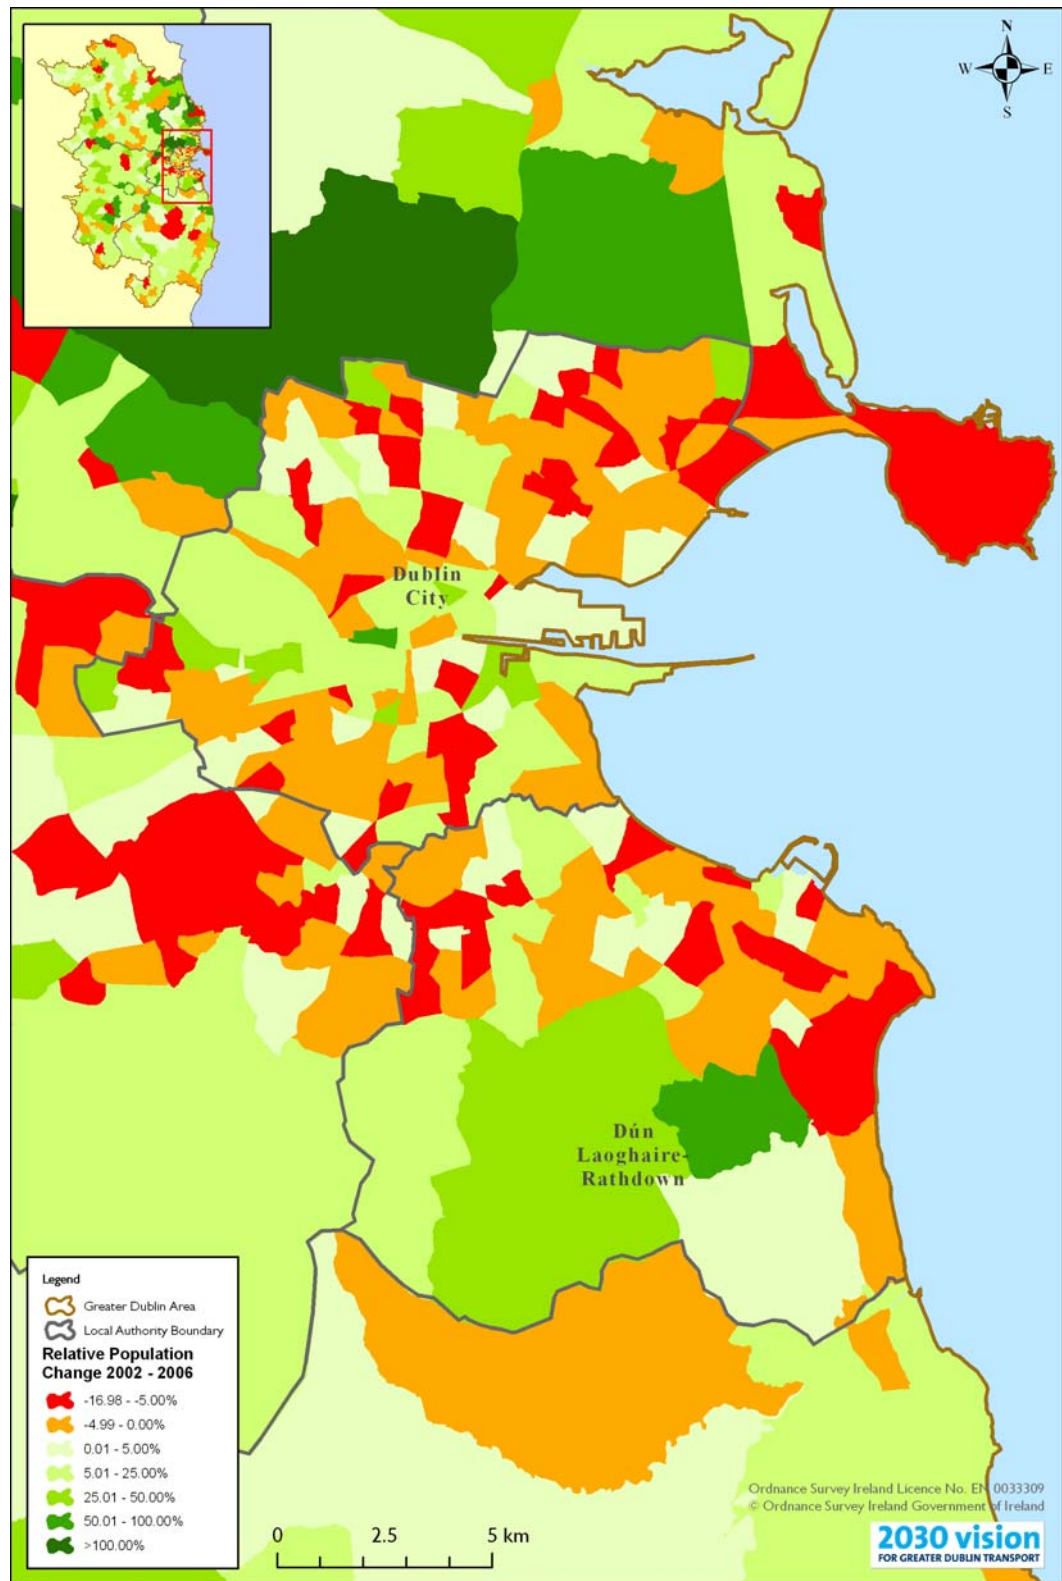 N
W E
S
Dublin
City
Dún
Laoghaire-
Rathdown
Legend
Greater Dublin Area
Local Authority Boundary
Relative Population
Change 2002 - 2006
-16.98 - -5.00%
-4.99 - 0.00%
0.01 - 5.00%
5.01 - 25.00%
25.01 - 50.00%
50.01 - 100.00%
>100.00%
0 2.5 5 km
Ordnance Survey Ireland Licence No. EN 0033309
© Ordnance Survey Ireland Government of Ireland
2030 vision
FOR GREATER DUBLIN TRANSPORT